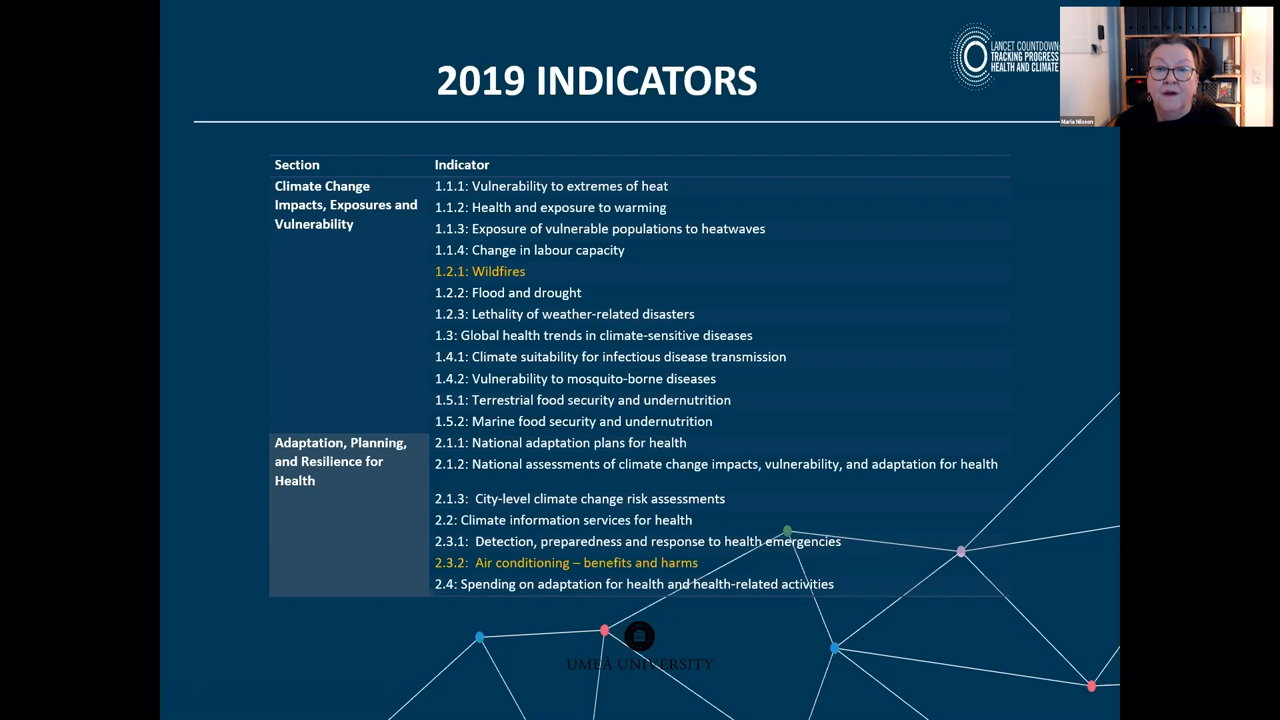 2019 INDICATORS
LANCET COUNTDOWN
TRACKING PROGRESS
HEALTH AND CLIMATE
Maria Nilsson
Section
Indicator
Climate Change
Impacts, Exposures and
Vulnerability
1.1.1: Vulnerability to extremes of heat
1.1.2: Health and exposure to warming
1.1.3: Exposure of vulnerable populations to heatwaves
1.1.4: Change in labour capacity
1.2.1: Wildfires
1.2.2: Flood and drought
1.2.3: Lethality of weather-related disasters
1.3: Global health trends in climate-sensitive diseases
1.4.1: Climate suitability for infectious disease transmission
1.4.2: Vulnerability to mosquito-borne diseases
1.5.1: Terrestrial food security and undernutrition
1.5.2: Marine food security and undernutrition
Adaptation, Planning,
and Resilience for
Health
2.1.1: National adaptation plans for health
2.1.2: National assessments of climate change impacts, vulnerability, and adaptation for health
2.1.3: City-level climate change risk assessments
2.2: Climate information services for health
2.3.1: Detection, preparedness and response to health emergencies
2.3.2: Air conditioning – benefits and harms
2.4: Spending on adaptation for health and health-related activities
UMEÅ UNIVERSITY